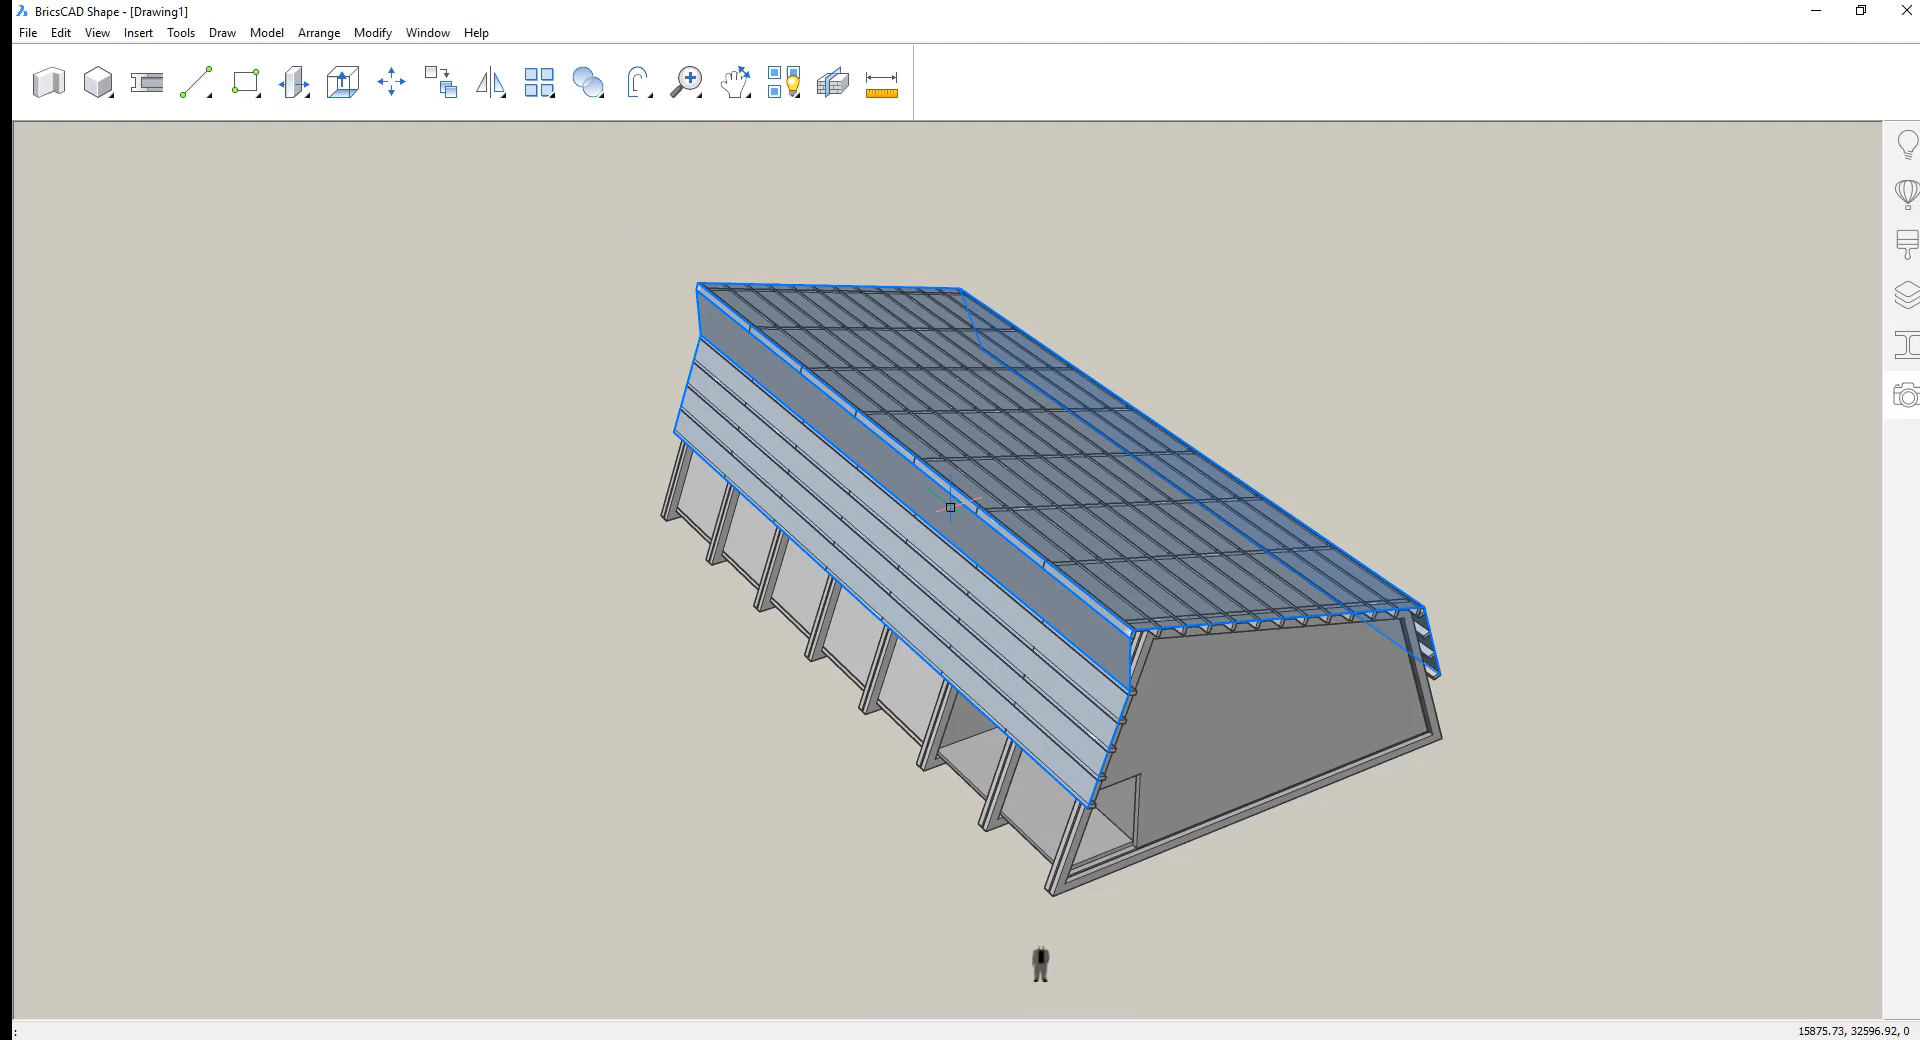 BricsCAD Shape - [Drawing1]
File Edit View Insert Tools Draw Model Arrange Modify Window Help
: 15875.73, 32596.92, 0